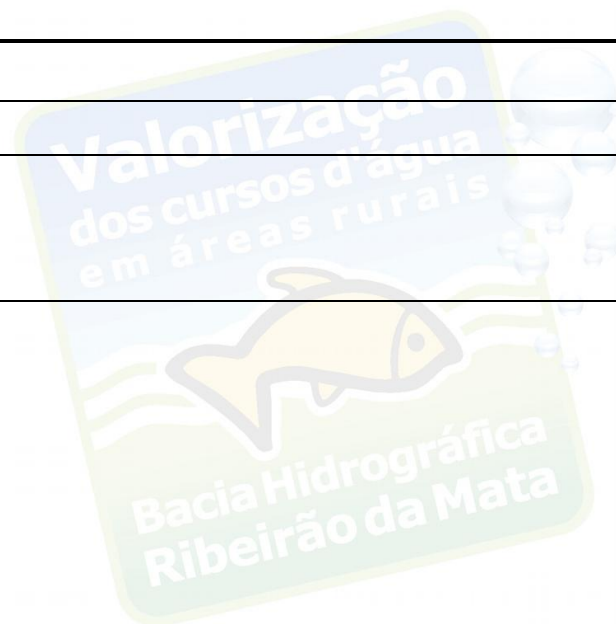 Valorização
dos cursos d'água
em áreas rurais
Bacia Hidrográfica
Ribeirão da Mata